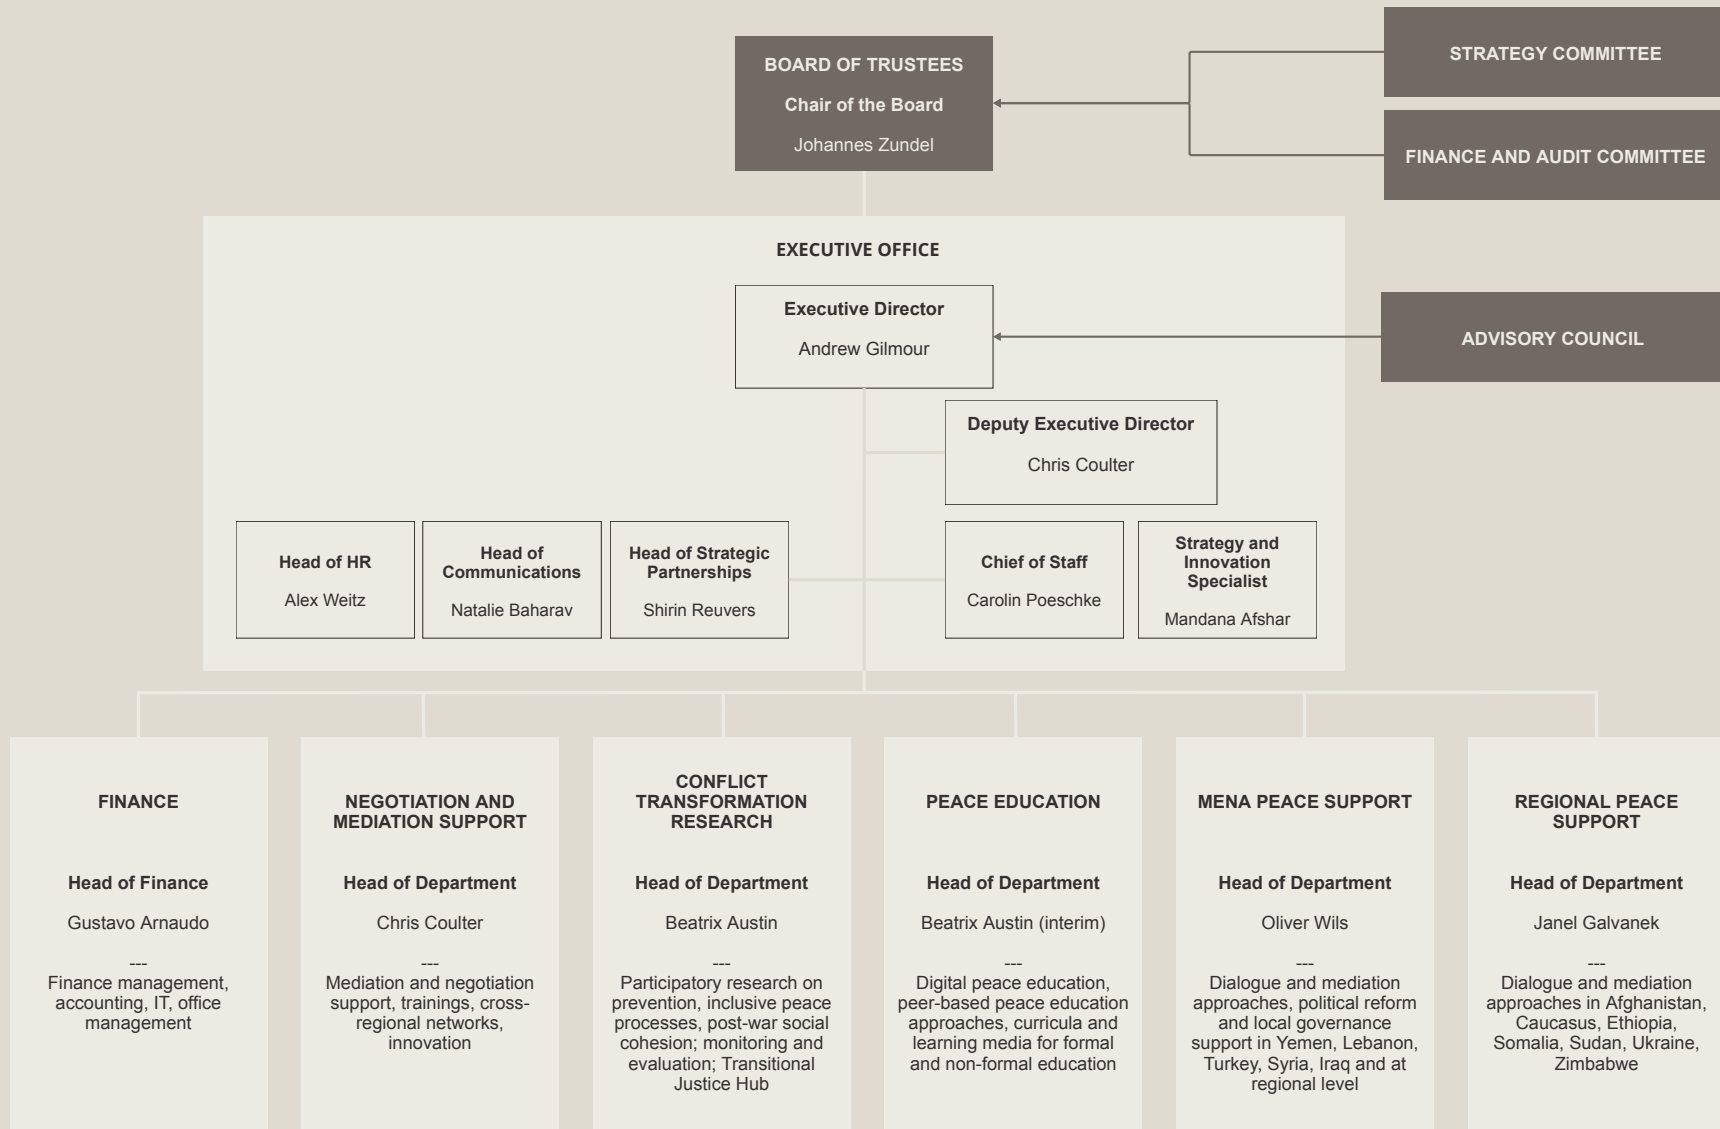 BOARD OF TRUSTEES
Chair of the Board
Johannes Zundel
STRATEGY COMMITTEE
FINANCE AND AUDIT COMMITTEE
EXECUTIVE OFFICE
Executive Director
Andrew Gilmour
ADVISORY COUNCIL
Deputy Executive Director
Chris Coulter
Head of HR
Alex Weitz
Head of
Communications
Natalie Baharav
Head of Strategic
Partnerships
Shirin Reuvers
Chief of Staff
Carolin Poeschke
Strategy and
Innovation
Specialist
Mandana Afshar
FINANCE
Head of Finance
Gustavo Arnaudo
---
Finance management,
accounting, IT, office
management
NEGOTIATION AND
MEDIATION SUPPORT
Head of Department
Chris Coulter
---
Mediation and negotiation
support, trainings, cross-
regional networks,
innovation
CONFLICT
TRANSFORMATION
RESEARCH
Head of Department
Beatrix Austin
---
Participatory research on
prevention, inclusive peace
processes, post-war social
cohesion; monitoring and
evaluation; Transitional
Justice Hub
PEACE EDUCATION
Head of Department
Beatrix Austin (interim)
---
Digital peace education,
peer-based peace education
approaches, curricula and
learning media for formal
and non-formal education
MENA PEACE SUPPORT
Head of Department
Oliver Wils
---
Dialogue and mediation
approaches, political reform
and local governance
support in Yemen, Lebanon,
Turkey, Syria, Iraq and at
regional level
REGIONAL PEACE
SUPPORT
Head of Department
Janel Galvanek
---
Dialogue and mediation
approaches in Afghanistan,
Caucasus, Ethiopia,
Somalia, Sudan, Ukraine,
Zimbabwe